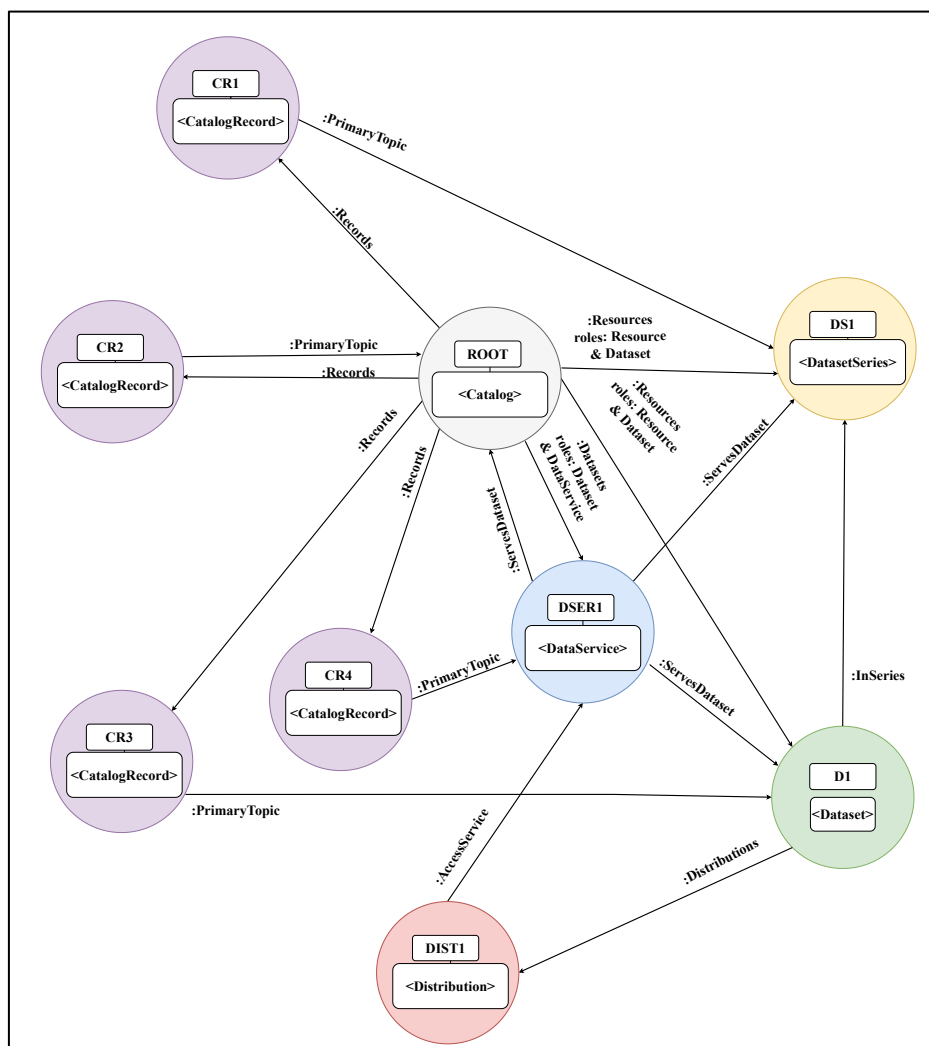 CR1
<CatalogRecord>
:PrimaryTopic
:Records
CR2
<CatalogRecord>
:PrimaryTopic
:Records
ROOT
<Catalog>
:Resources
roles: Resource
& Dataset
DS1
<DatasetSeries>
:Resources
roles: Resource
& Dataset
:Records
:Records
:Datasets
roles: Dataset
& DataService
:ServesDataset
:ServesDataset
DSER1
<DataService>
CR4
<CatalogRecord>
:PrimaryTopic
:ServesDataset
:InSeries
CR3
<CatalogRecord>
:PrimaryTopic
D1
<Dataset>
:AccessService
:Distributions
DIST1
<Distribution>